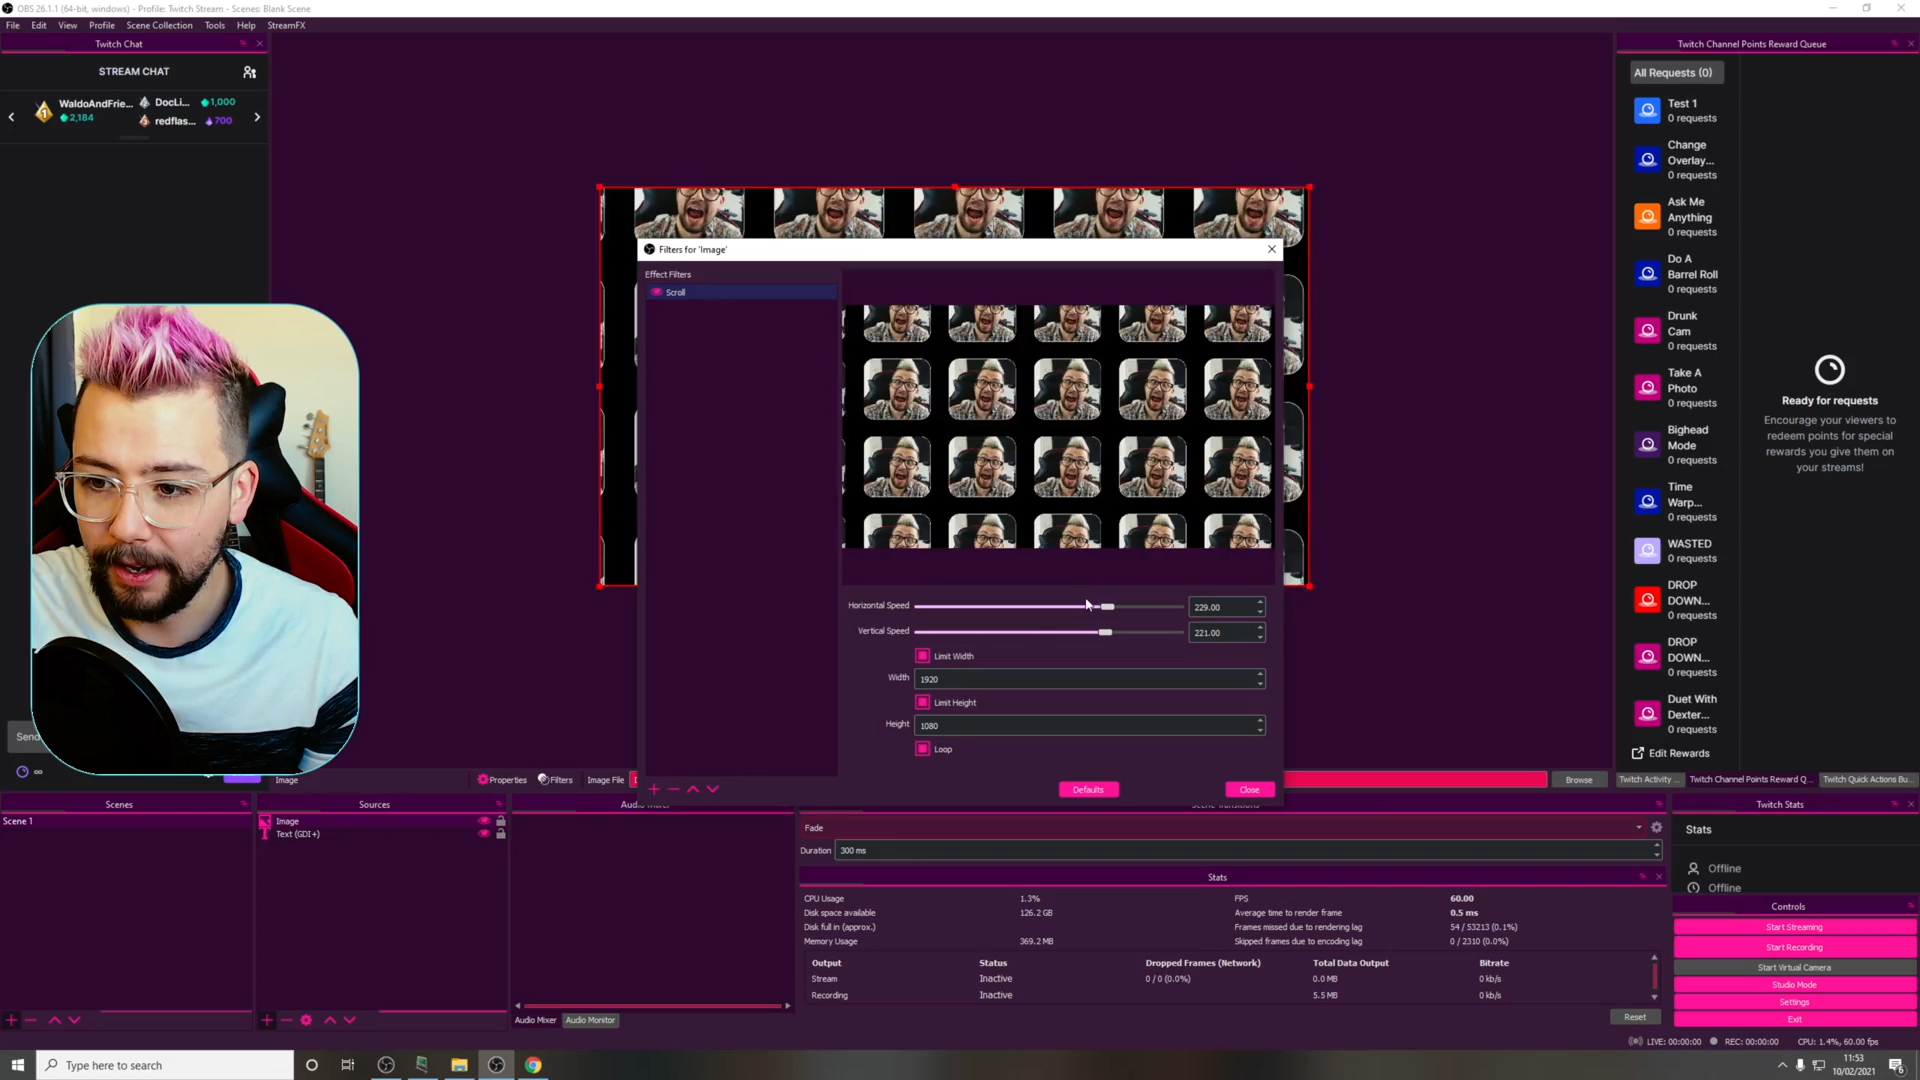 OBS 26.1.1 (64-bit, windows) - Profile: Twitch Stream - Scenes: Blank Scene
File Edit View Profile Scene Collection Tools Help StreamFX
Twitch Chat
STREAM CHAT
1
WaldoAndFrie...
2,184
DocLi...
1,000
redflas...
700
Send
Filters for 'Image'
Effect Filters
Scroll
Horizontal Speed
229.00
Vertical Speed
221.00
Limit Width
Width
1920
Limit Height
Height
1080
Loop
Defaults
Close
Twitch Channel Points Reward Queue
All Requests (0)
Test 1
0 requests
Change
Overlay...
0 requests
Ask Me
Anything
0 requests
Do A
Barrel Roll
0 requests
Drunk
Cam
0 requests
Take A
Photo
0 requests
Bighead
Mode
0 requests
Time
Warp...
0 requests
WASTED
0 requests
DROP
DOWN...
0 requests
DROP
DOWN...
0 requests
Duet With
Dexter...
0 requests
Edit Rewards
Ready for requests
Encourage your viewers to
redeem points for special
rewards you give them on
your streams!
Image
Properties
Filters
Image File
Browse
Twitch Activity ...
Twitch Channel Points Reward Q...
Twitch Quick Actions Bu...
Scenes
Scene 1
Sources
Image
Text (GDI+)
Audio Mixer
Audio Monitor
Fade
Duration
300 ms
Stats
CPU Usage 1.3%
Disk space available 126.2 GB
Disk full in (approx.)
Memory Usage 369.2 MB
FPS 60.00
Average time to render frame 0.5 ms
Frames missed due to rendering lag 54 / 53213 (0.1%)
Skipped frames due to encoding lag 0 / 2310 (0.0%)
Output Status Dropped Frames (Network) Total Data Output Bitrate
Stream Inactive 0 / 0 (0.0%) 0.0 MB 0 kb/s
Recording Inactive 5.5 MB 0 kb/s
Reset
Twitch Stats
Stats
Offline
Offline
Controls
Start Streaming
Start Recording
Start Virtual Camera
Studio Mode
Settings
Exit
LIVE: 00:00:00
REC: 00:00:00
CPU: 1.4%, 60.00 fps
Type here to search
11:53
10/02/2021